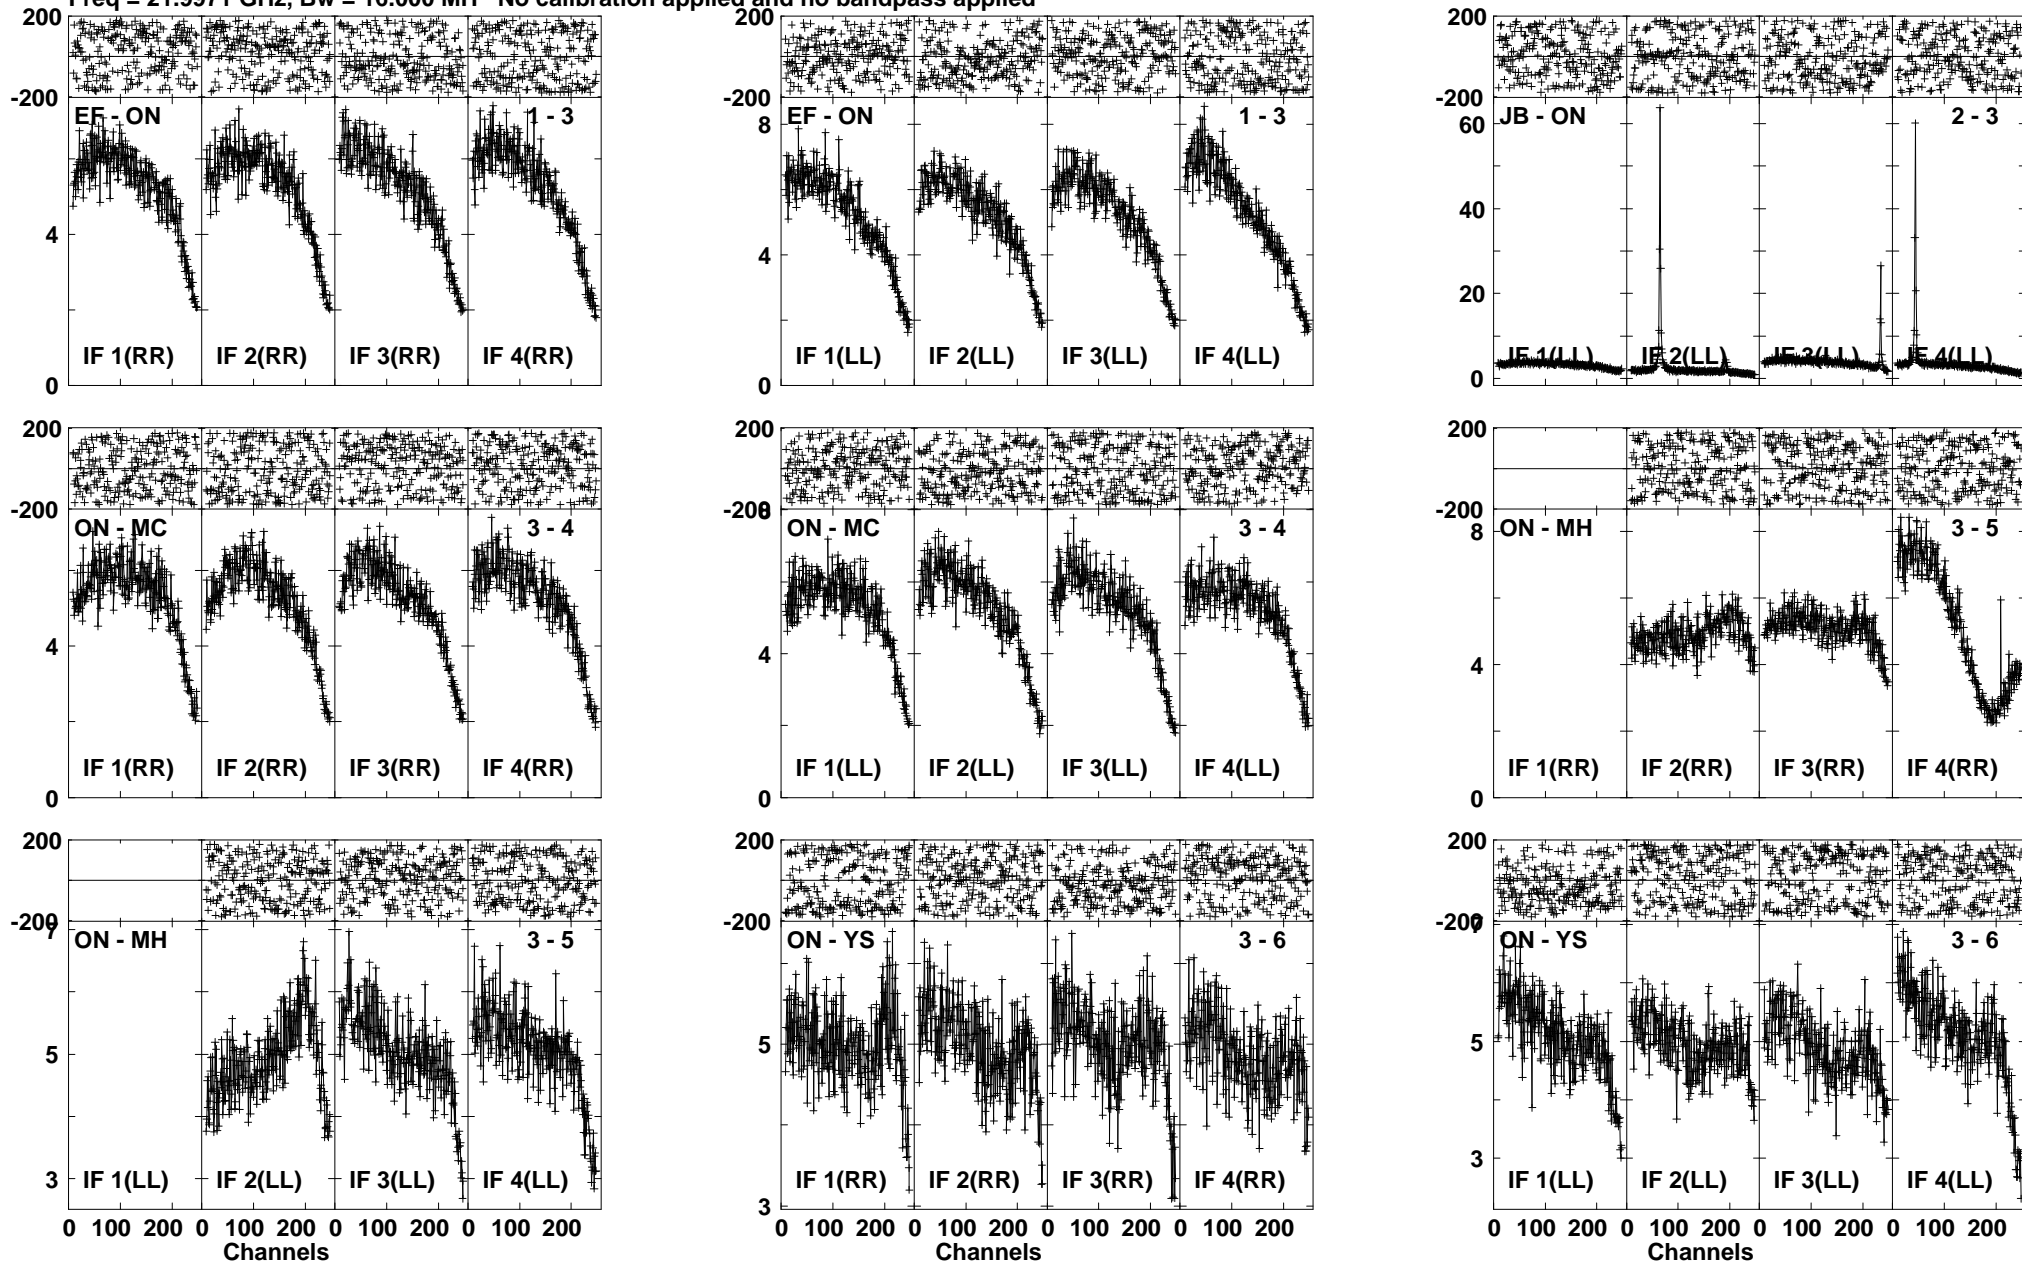 Freq = 21.9971 GHz, Bw = 16.000 MH No calibration applied and no bandpass applied
200 200 200
-200 -200 -200
EF - ON 1 - 3 EF - ON 1 - 3 JB - ON 2 - 3
8 60
40
4 4 20
IF 1(RR) IF 2(RR) IF 3(RR) IF 4(RR) IF 1(LL) IF 2(LL) IF 3(LL) IF 4(LL) IF 1(LL) IF 2(LL) IF 3(LL) IF 4(LL)
0 0 0
200 200 200
-200 -200 -200
8
ON - MC 3 - 4 ON - MC 3 - 4 ON - MH 3 - 5
8
4 4 4
IF 1(RR) IF 2(RR) IF 3(RR) IF 4(RR) IF 1(LL) IF 2(LL) IF 3(LL) IF 4(LL) IF 1(RR) IF 2(RR) IF 3(RR) IF 4(RR)
0 0 0
200 200 200
-200 -200 -200
7 7
ON - MH 3 - 5 ON - YS 3 - 6 ON - YS 3 - 6
5 5 5
IF 1(LL) IF 2(LL) IF 3(LL) IF 4(LL) IF 1(RR) IF 2(RR) IF 3(RR) IF 4(RR) IF 1(LL) IF 2(LL) IF 3(LL) IF 4(LL)
3 3 3
0 100 200 0 100 200 0 100 200 0 100 200 0 100 200 0 100 200 0 100 200 0 100 200 0 100 200 0 100 200 0 100 200 0 100 200
Channels Channels